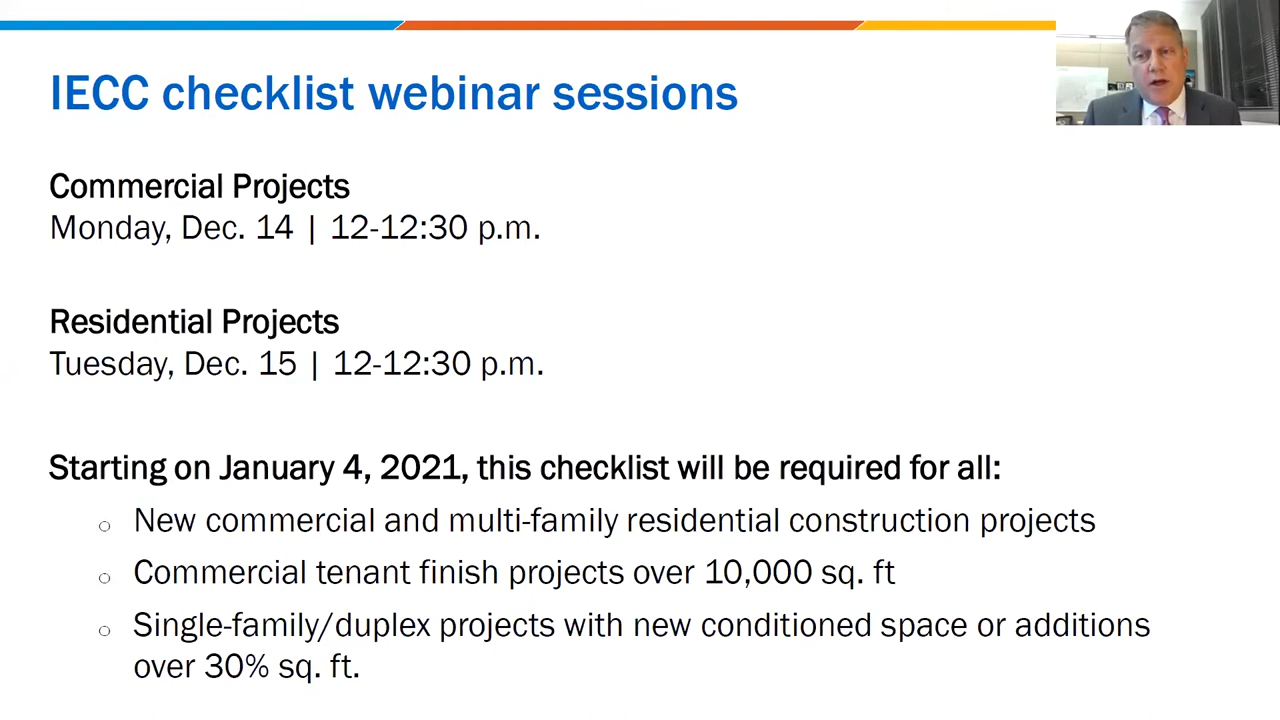 IECC checklist webinar sessions
Commercial Projects
Monday, Dec. 14 | 12-12:30 p.m.
Residential Projects
Tuesday, Dec. 15 | 12-12:30 p.m.
Starting on January 4, 2021, this checklist will be required for all:
○ New commercial and multi-family residential construction projects
○ Commercial tenant finish projects over 10,000 sq. ft
○ Single-family/duplex projects with new conditioned space or additions
over 30% sq. ft.